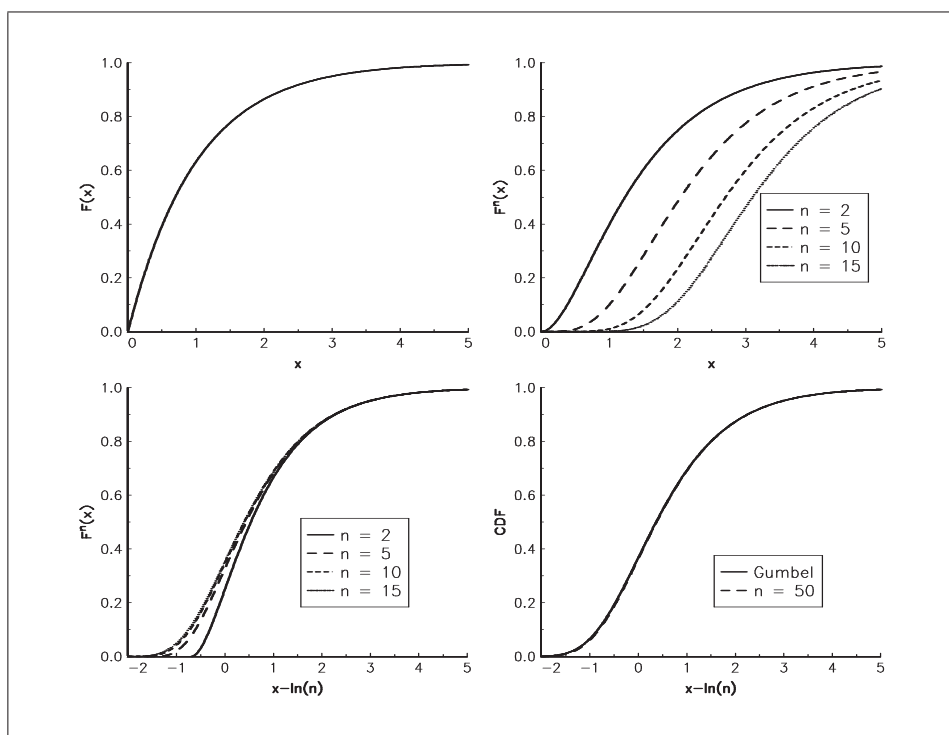 1.0
0.8
0.6
0.4
0.2
0.0
F(x)
0 1 2 3 4 5
x
1.0
0.8
0.6
0.4
0.2
0.0
Fⁿ(x)
n = 2
n = 5
n = 10
n = 15
0 1 2 3 4 5
x
1.0
0.8
0.6
0.4
0.2
0.0
Fⁿ(x)
n = 2
n = 5
n = 10
n = 15
−2 −1 0 1 2 3 4 5
x−ln(n)
1.0
0.8
0.6
0.4
0.2
0.0
CDF
Gumbel
n = 50
−2 −1 0 1 2 3 4 5
x−ln(n)